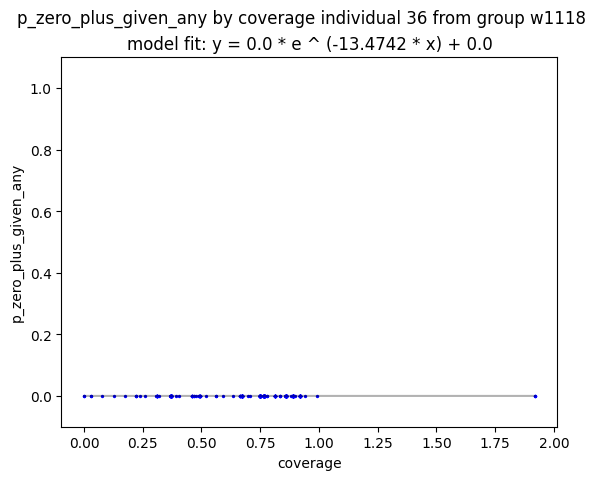 p_zero_plus_given_any by coverage individual 36 from group w1118
model fit: y = 0.0 * e ^ (-13.4742 * x) + 0.0
p_zero_plus_given_any
1.0
0.8
0.6
0.4
0.2
0.0
0.00 0.25 0.50 0.75 1.00 1.25 1.50 1.75 2.00
coverage